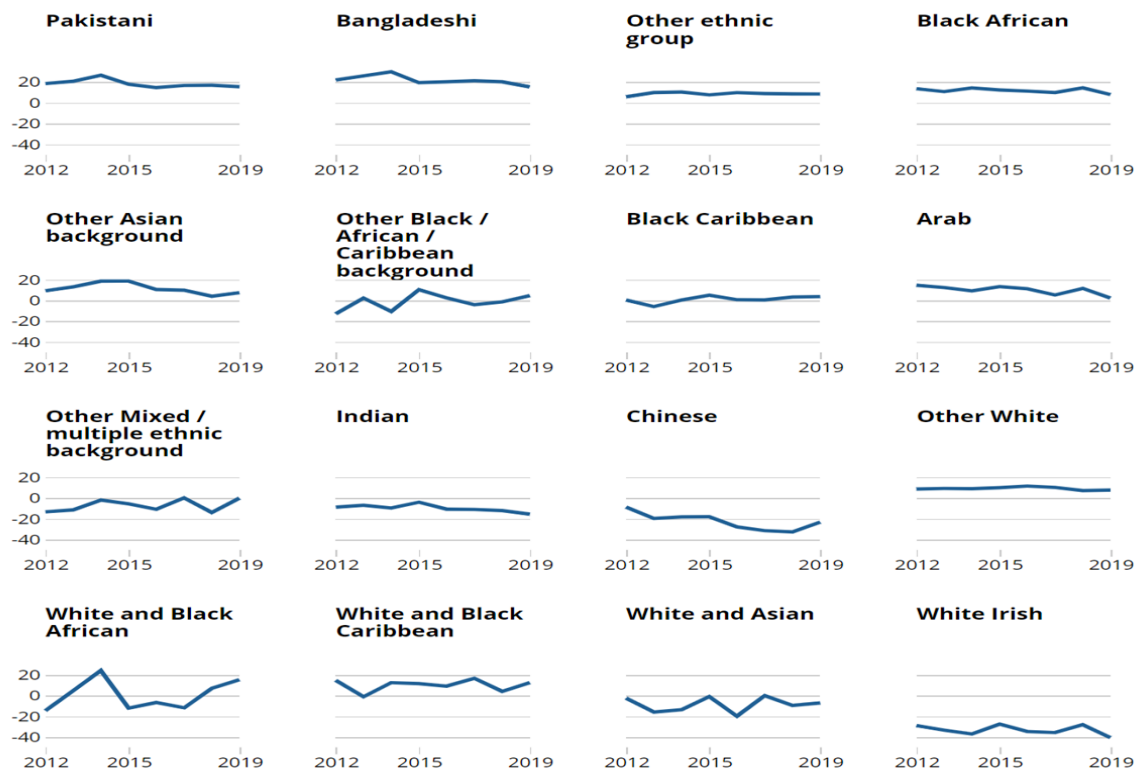 Pakistani
Bangladeshi
Other ethnic
group
Black African
20
0
-20
-40
2012 2015 2019
2012 2015 2019
2012 2015 2019
2012 2015 2019
Other Asian
background
Other Black /
African /
Caribbean
background
Black Caribbean
Arab
20
0
-20
-40
2012 2015 2019
2012 2015 2019
2012 2015 2019
2012 2015 2019
Other Mixed /
multiple ethnic
background
Indian
Chinese
Other White
20
0
-20
-40
2012 2015 2019
2012 2015 2019
2012 2015 2019
2012 2015 2019
White and Black
African
White and Black
Caribbean
White and Asian
White Irish
20
0
-20
-40
2012 2015 2019
2012 2015 2019
2012 2015 2019
2012 2015 2019